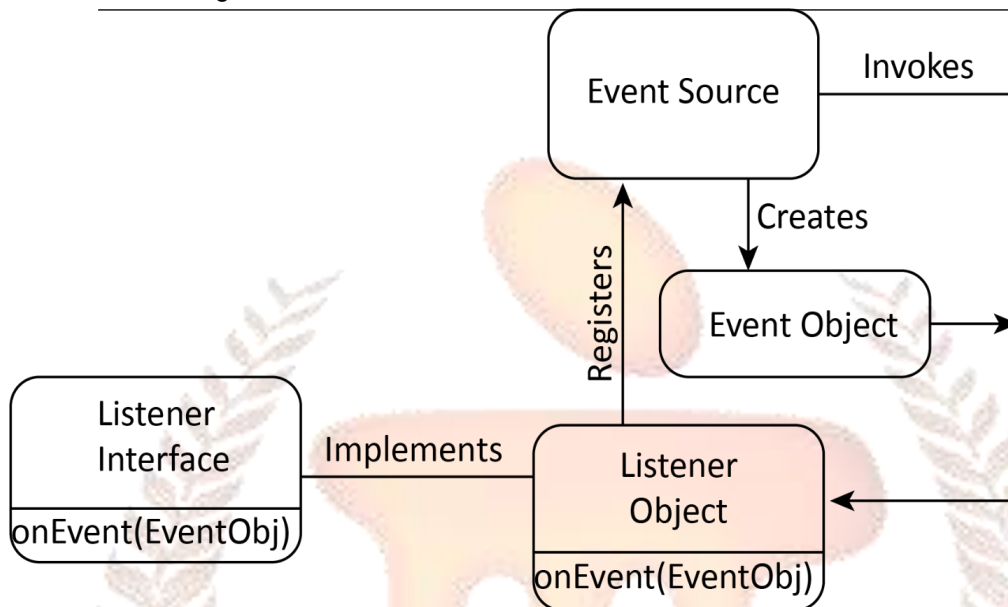 Event Source
Invokes
Creates
Registers
Event Object
Listener
Interface
onEvent(EventObj)
Implements
Listener
Object
onEvent(EventObj)